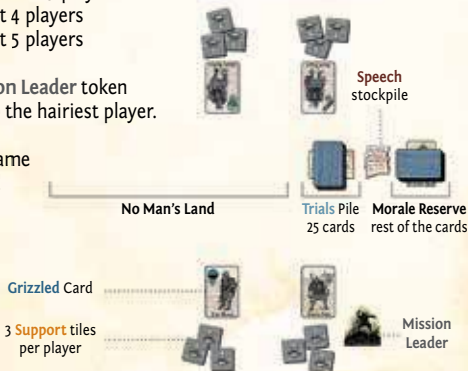 t 4 players
t 5 players
on Leader token
the hairiest player.
ame
Speech
stockpile
No Man's Land
Trials Pile
25 cards
Morale Reserve
rest of the cards
Grizzled Card
3 Support tiles
per player
Mission
Leader